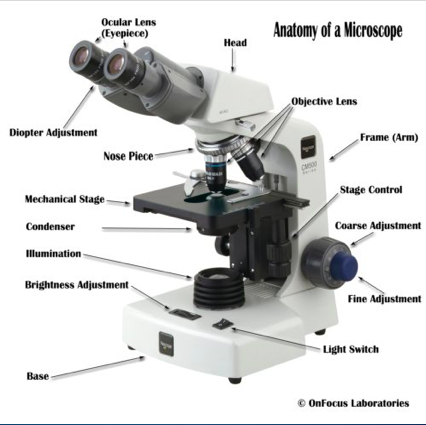 Anatomy of a Microscope
Ocular Lens
(Eyepiece)
Head
Objective Lens
Diopter Adjustment
Frame (Arm)
Nose Piece
CM500
Stage Control
Mechanical Stage
Coarse Adjustment
Condenser
Illumination
Brightness Adjustment
Fine Adjustment
Light Switch
Base
© OnFocus Laboratories